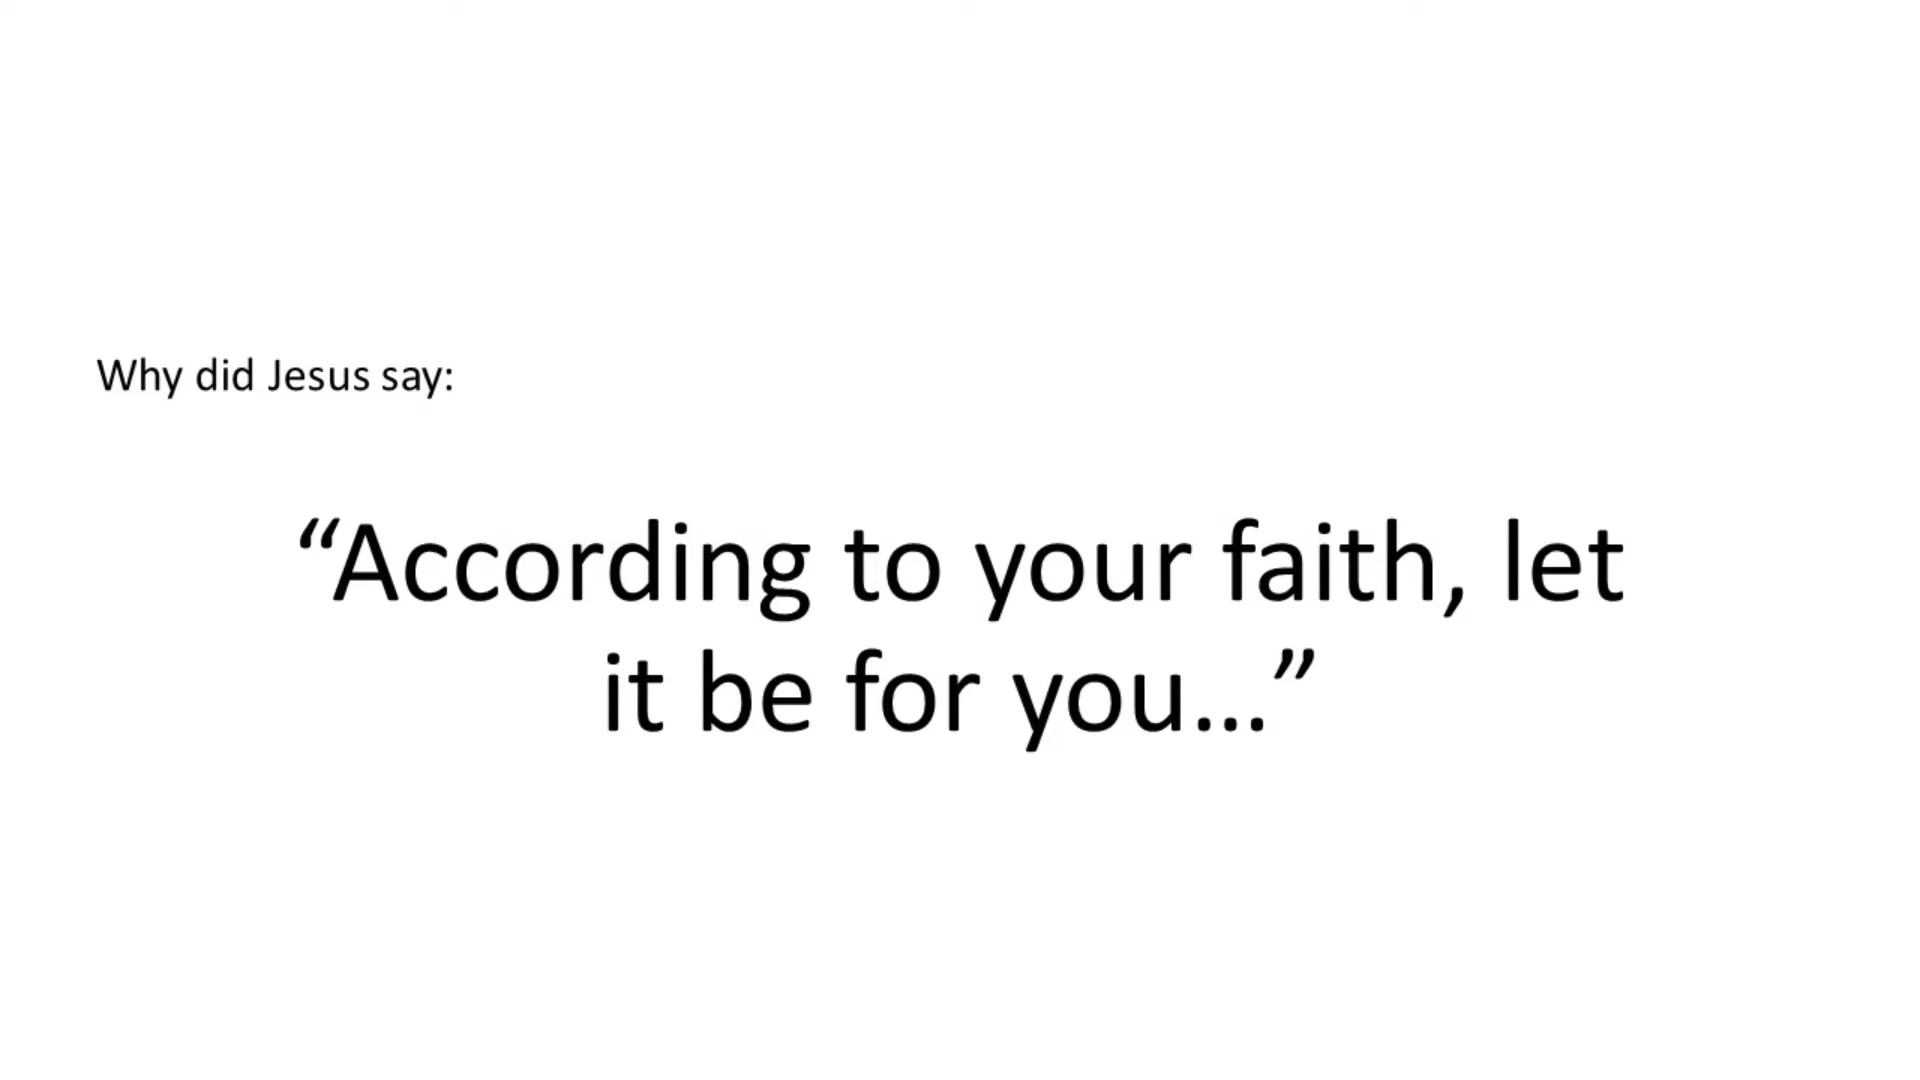 Why did Jesus say:
“According to your faith, let
it be for you…”